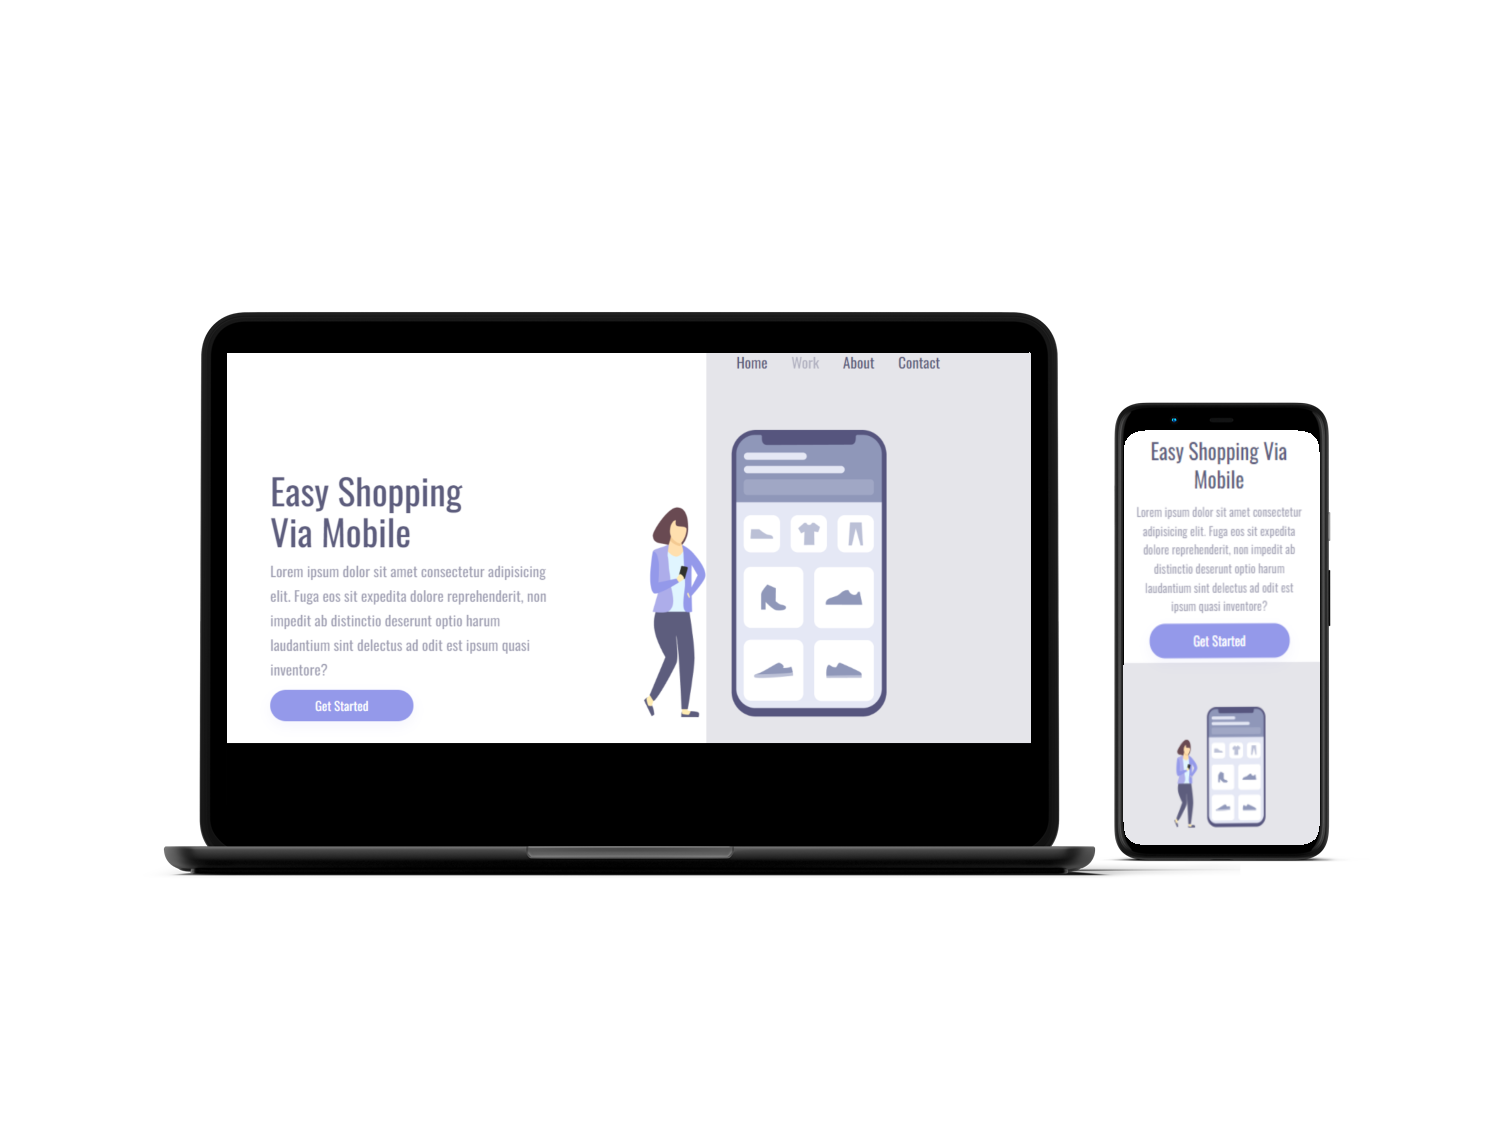 Home Work About Contact
Easy Shopping
Via Mobile
Lorem ipsum dolor sit amet consectetur adipisicing
elit. Fuga eos sit expedita dolore reprehenderit, non
impedit ab distinctio deserunt optio harum
laudantium sint delectus ad odit est ipsum quasi
inventore?
Get Started
Easy Shopping Via
Mobile
Lorem ipsum dolor sit amet consectetur
adipisicing elit. Fuga eos sit expedita
dolore reprehenderit, non impedit ab
distinctio deserunt optio harum
laudantium sint delectus ad odit est
ipsum quasi inventore?
Get Started